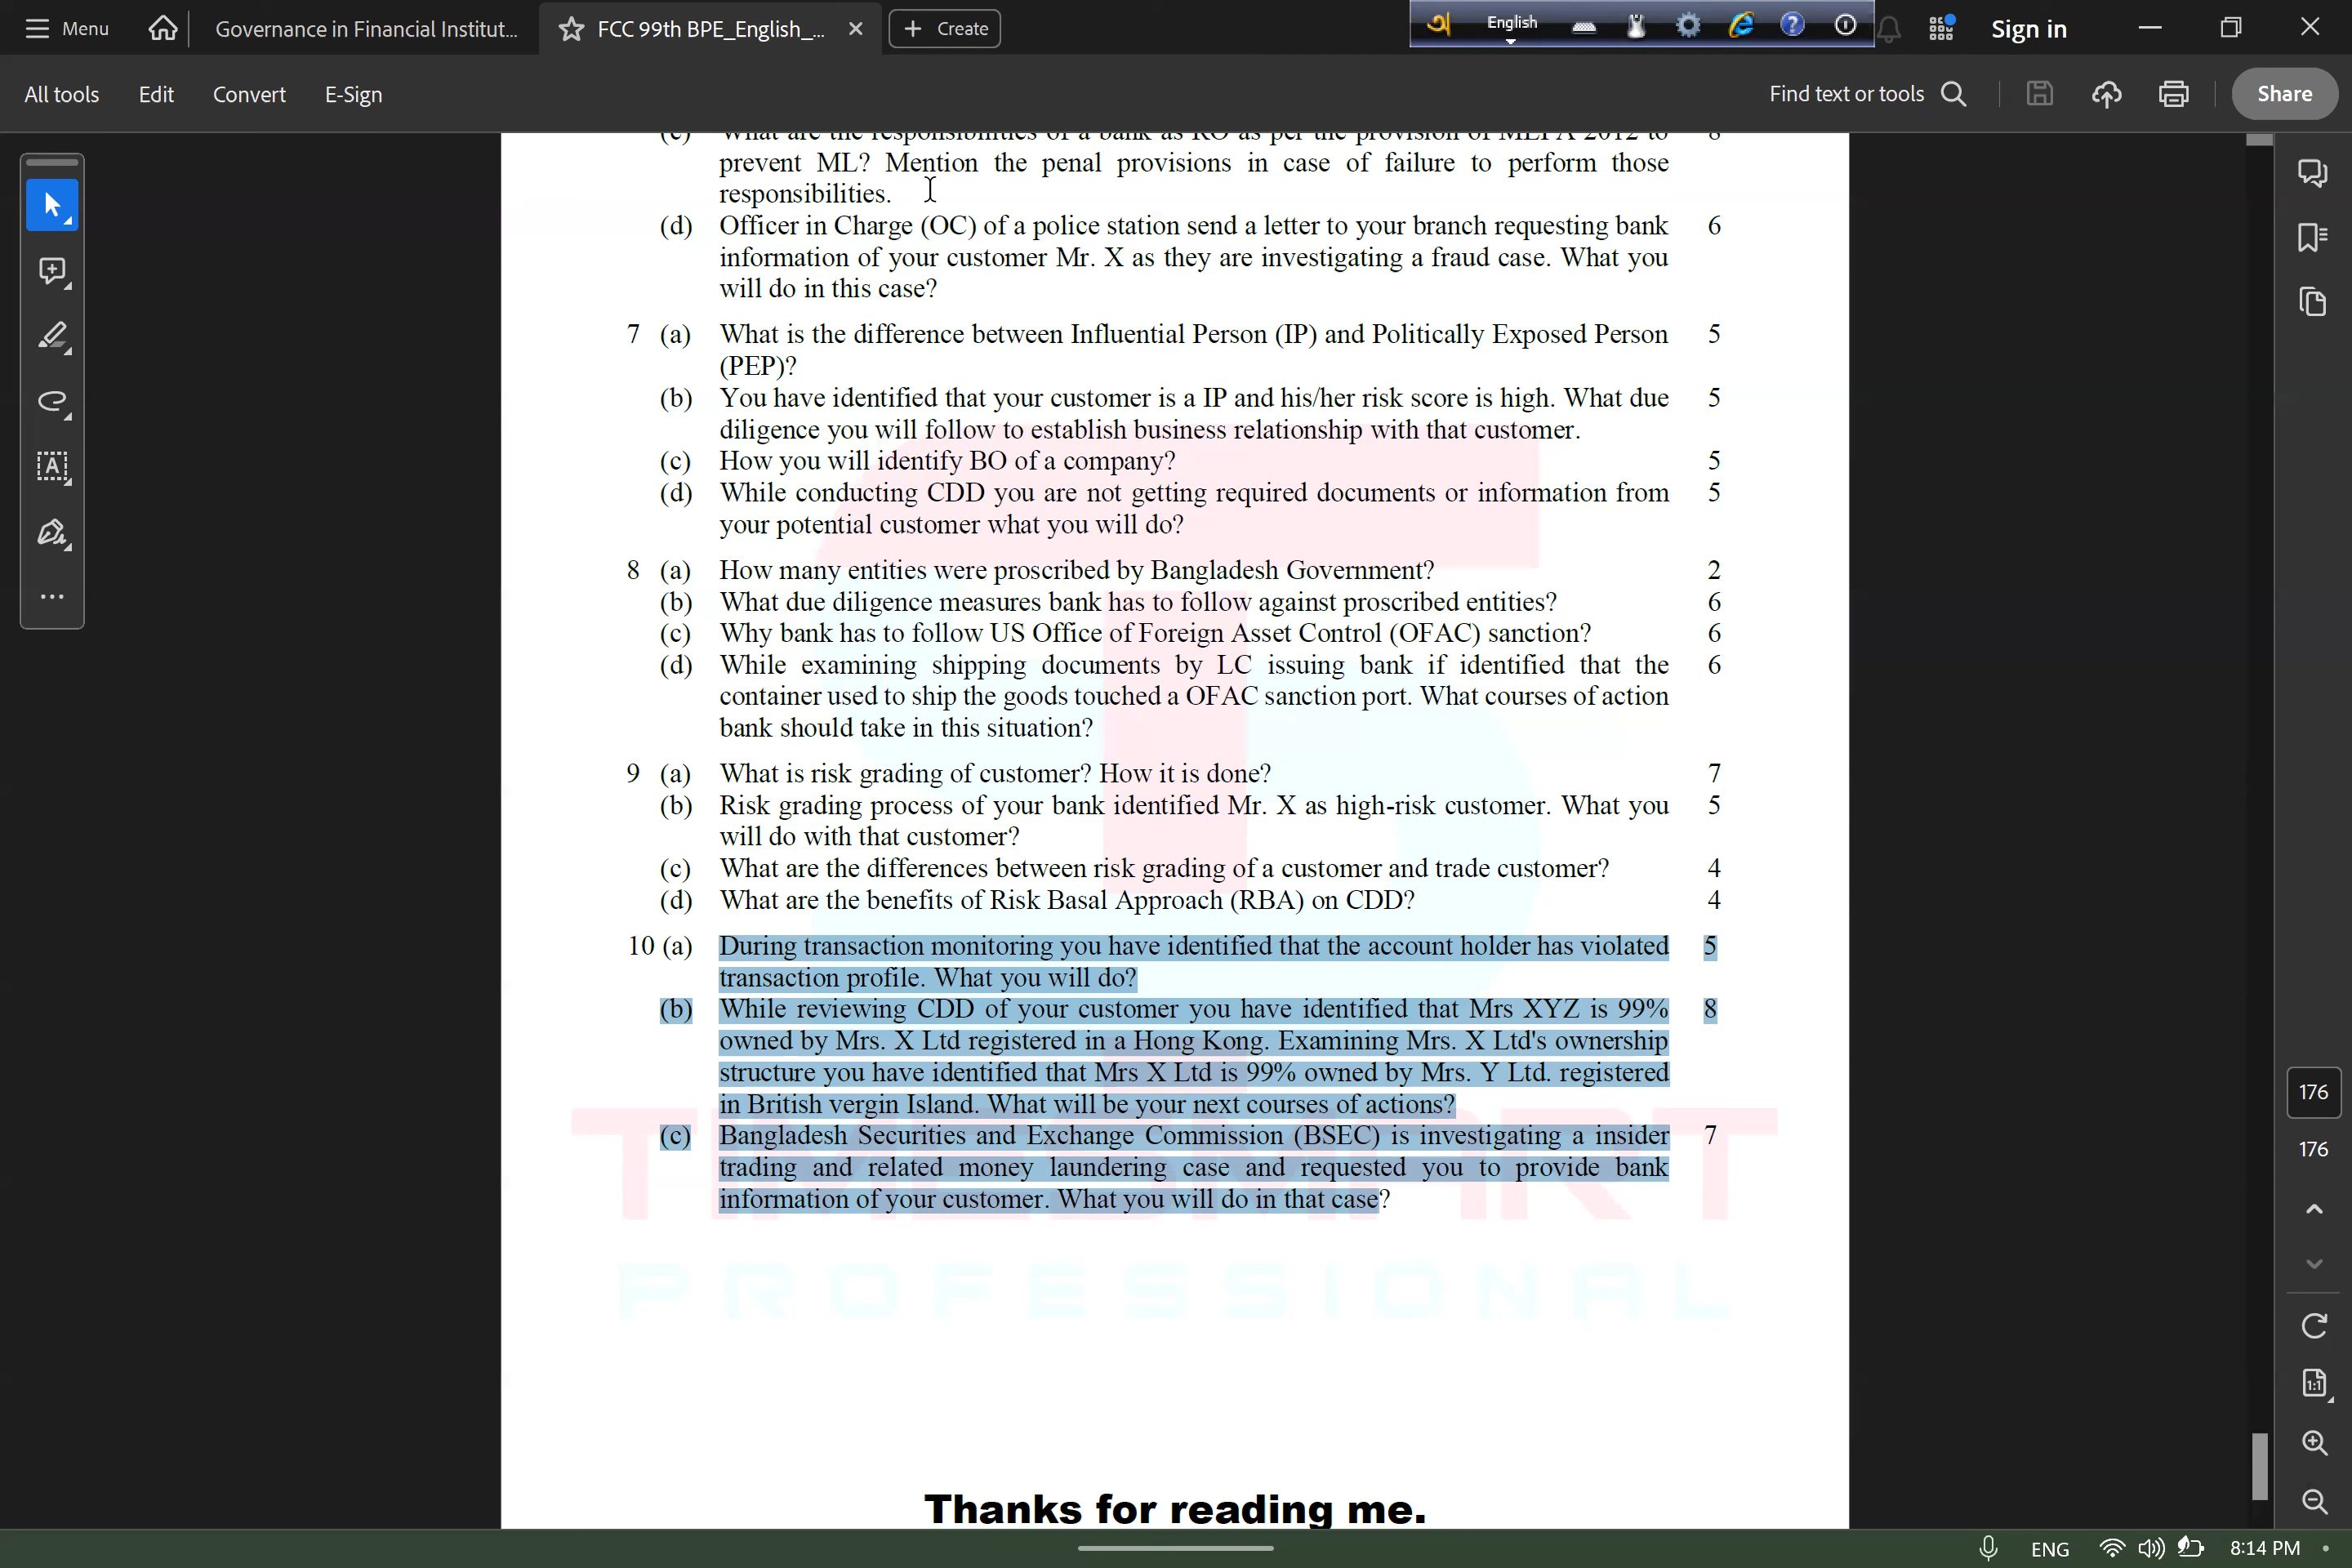 Menu
Governance in Financial Institut...
FCC 99th BPE_English_...
Create
English
Sign in
All tools
Edit
Convert
E-Sign
Find text or tools
Share
(c) What are the responsibilities of a bank as RO as per the provision of MLPA 2012 to 8
prevent ML? Mention the penal provisions in case of failure to perform those
responsibilities.
(d) Officer in Charge (OC) of a police station send a letter to your branch requesting bank 6
information of your customer Mr. X as they are investigating a fraud case. What you
will do in this case?
7 (a) What is the difference between Influential Person (IP) and Politically Exposed Person 5
(PEP)?
(b) You have identified that your customer is a IP and his/her risk score is high. What due 5
diligence you will follow to establish business relationship with that customer.
(c) How you will identify BO of a company? 5
(d) While conducting CDD you are not getting required documents or information from 5
your potential customer what you will do?
8 (a) How many entities were proscribed by Bangladesh Government? 2
(b) What due diligence measures bank has to follow against proscribed entities? 6
(c) Why bank has to follow US Office of Foreign Asset Control (OFAC) sanction? 6
(d) While examining shipping documents by LC issuing bank if identified that the 6
container used to ship the goods touched a OFAC sanction port. What courses of action
bank should take in this situation?
9 (a) What is risk grading of customer? How it is done? 7
(b) Risk grading process of your bank identified Mr. X as high-risk customer. What you 5
will do with that customer?
(c) What are the differences between risk grading of a customer and trade customer? 4
(d) What are the benefits of Risk Basal Approach (RBA) on CDD? 4
10 (a) During transaction monitoring you have identified that the account holder has violated 5
transaction profile. What you will do?
(b) While reviewing CDD of your customer you have identified that Mrs XYZ is 99% 8
owned by Mrs. X Ltd registered in a Hong Kong. Examining Mrs. X Ltd's ownership
structure you have identified that Mrs X Ltd is 99% owned by Mrs. Y Ltd. registered
in British vergin Island. What will be your next courses of actions?
(c) Bangladesh Securities and Exchange Commission (BSEC) is investigating a insider 7
trading and related money laundering case and requested you to provide bank
information of your customer. What you will do in that case?
TIMESMART
PROFESSIONAL
Thanks for reading me.
176
176
1:1
ENG
8:14 PM